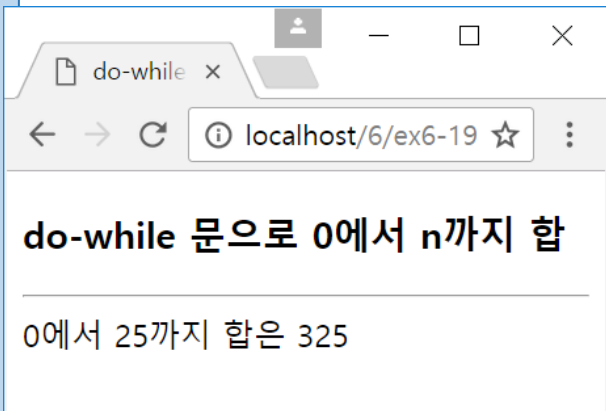 do-while
localhost/6/ex6-19
do-while 문으로 0에서 n까지 합
0에서 25까지 합은 325